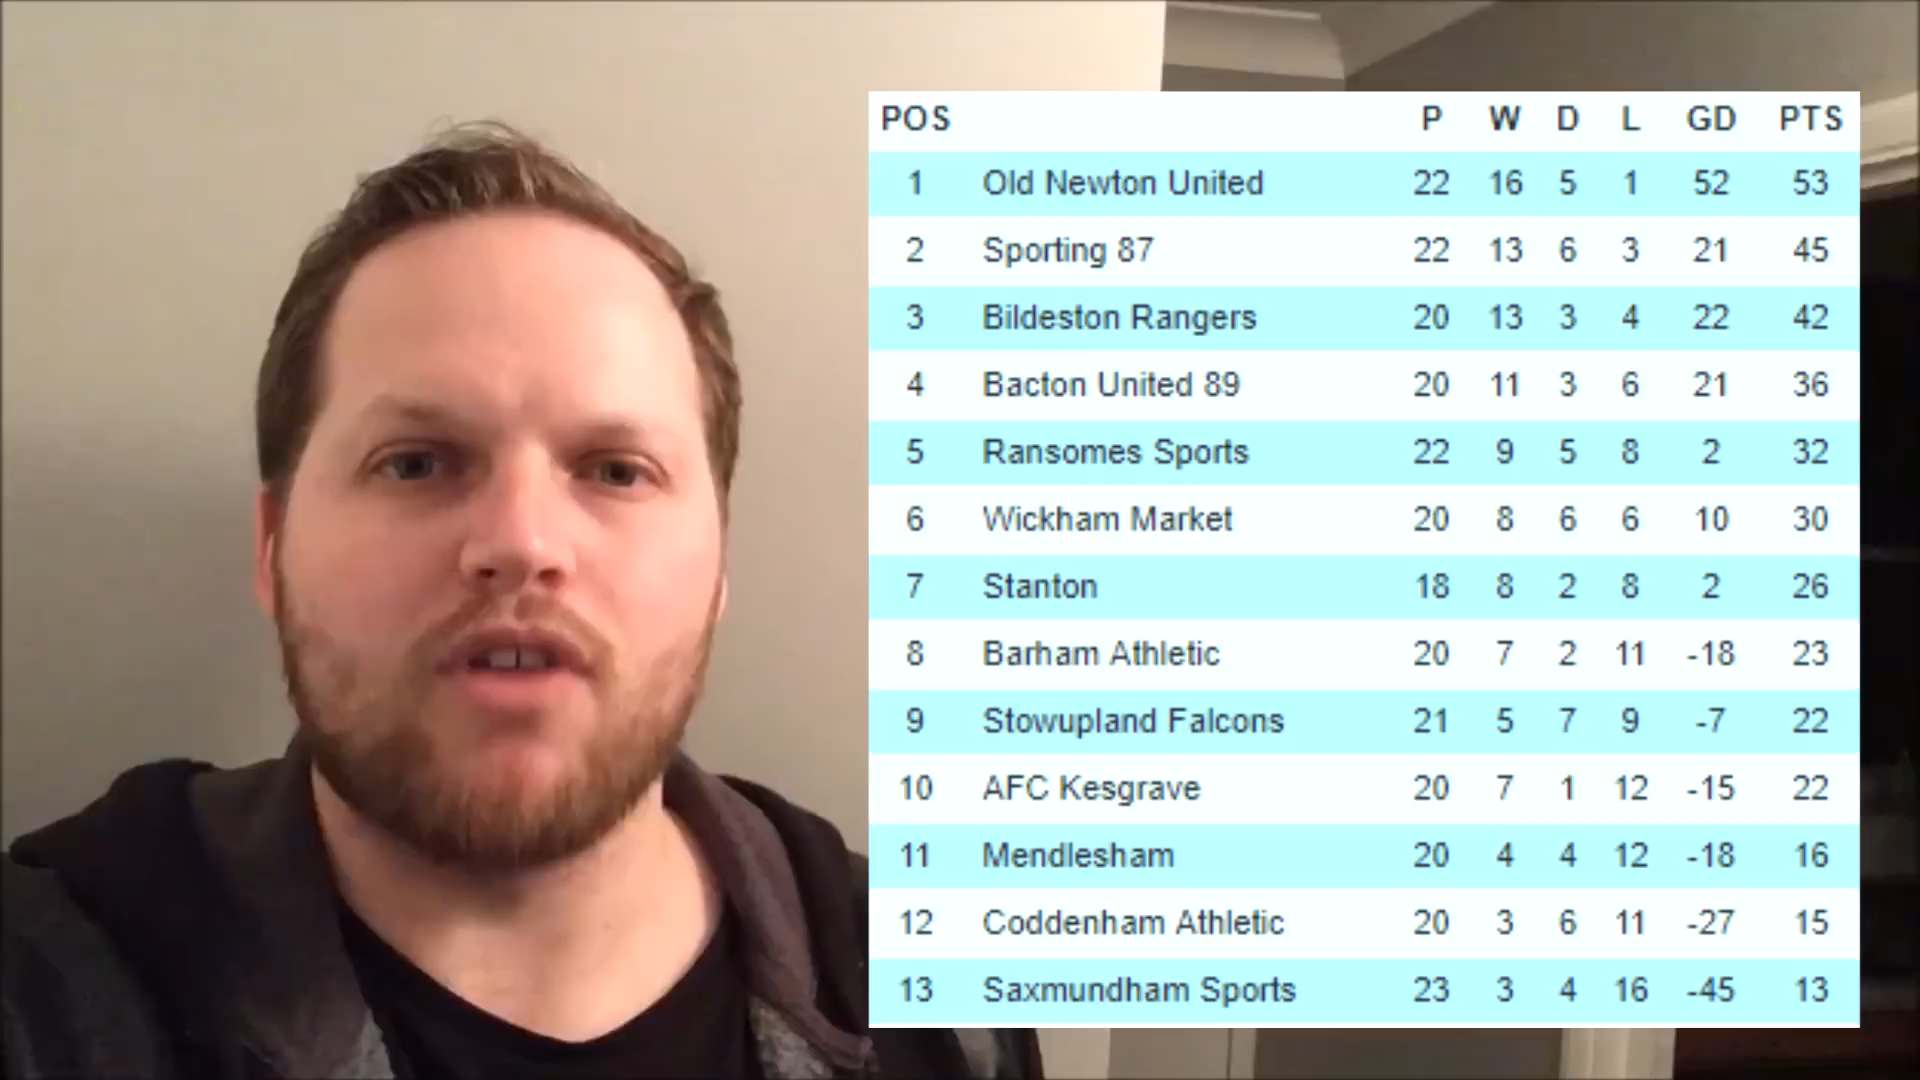 POS P W D L GD PTS
1 Old Newton United 22 16 5 1 52 53
2 Sporting 87 22 13 6 3 21 45
3 Bildeston Rangers 20 13 3 4 22 42
4 Bacton United 89 20 11 3 6 21 36
5 Ransomes Sports 22 9 5 8 2 32
6 Wickham Market 20 8 6 6 10 30
7 Stanton 18 8 2 8 2 26
8 Barham Athletic 20 7 2 11 -18 23
9 Stowupland Falcons 21 5 7 9 -7 22
10 AFC Kesgrave 20 7 1 12 -15 22
11 Mendlesham 20 4 4 12 -18 16
12 Coddenham Athletic 20 3 6 11 -27 15
13 Saxmundham Sports 23 3 4 16 -45 13